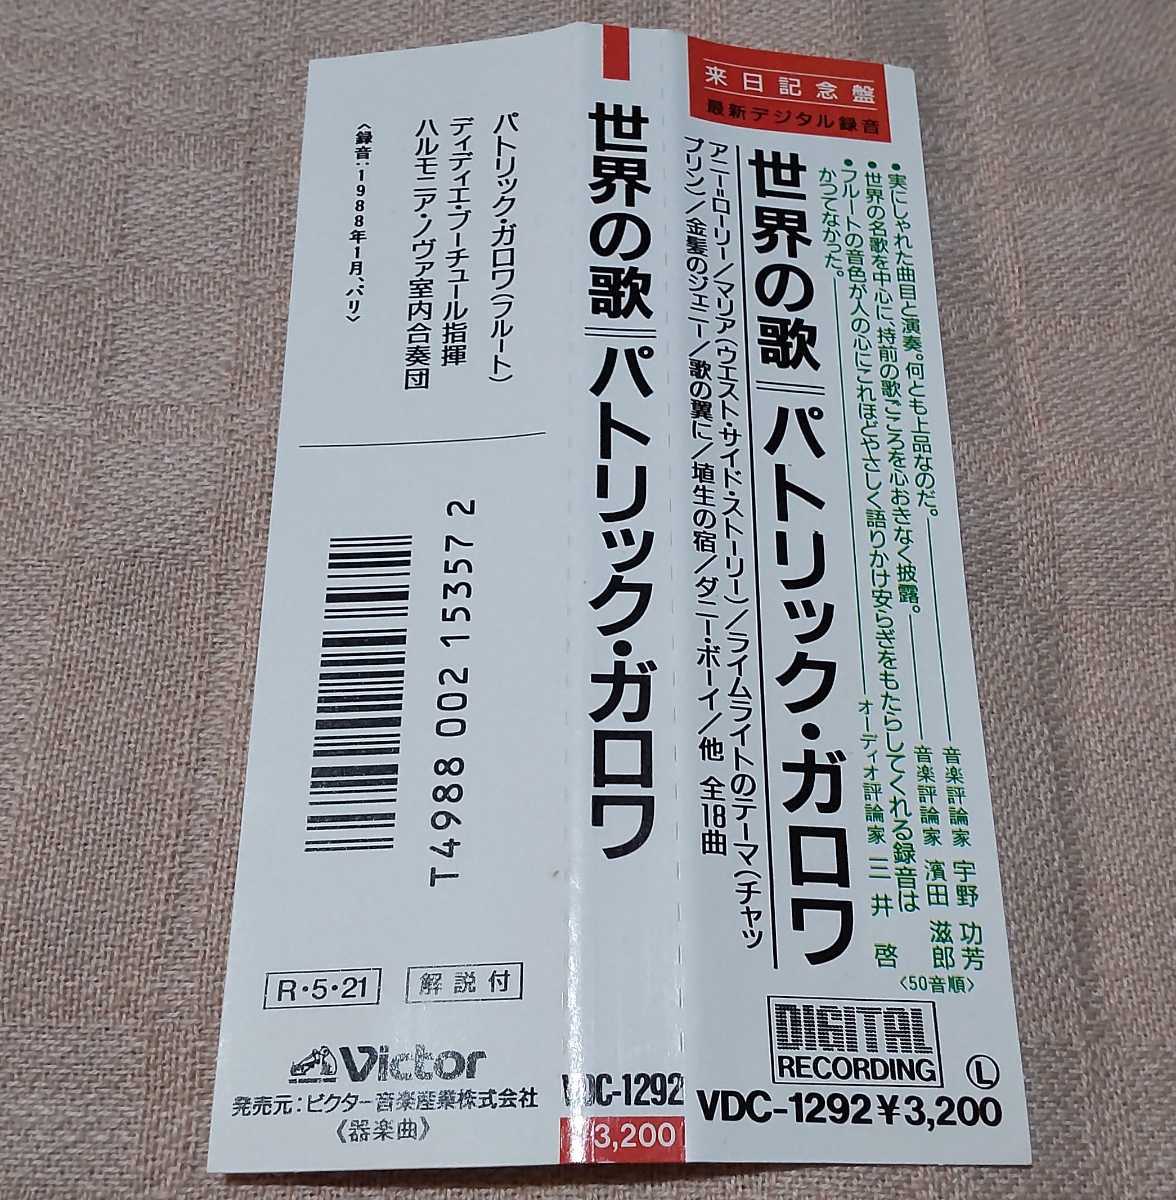 来日記念盤
最新デジタル録音
●実にしゃれた曲目と演奏。何とも上品なのだ。――音楽評論家 宇野 功芳
●世界の名歌を中心に、持前の歌ごころを心おきなく披露。――音楽評論家 濱田 滋郎
●フルートの音色が人の心にこれほどやさしく語りかけ安らぎをもたらしてくれる録音は
かつてなかった。――オーディオ評論家 三井 啓
〈50音順〉
世界の歌 パトリック・ガロワ
アニー=ローリー/マリア(ウエスト・サイド・ストーリー)/ライムライトのテーマ(チャッ
プリン)/金髪のジェニー/歌の翼に/埴生の宿/ダニー・ボーイ/他 全18曲
DIGITAL
RECORDING
Ⓛ
VDC-1292 ¥3,200
世界の歌 パトリック・ガロワ
VDC-1292
3,200
パトリック・ガロワ(フルート)
ディディエ・ブーチュール指揮
ハルモニア・ノヴァ室内合奏団
〈録音:1988年1月、パリ〉
T4988 002 15357 2
R・5・21
解説付
Victor
発売元:ビクター音楽産業株式会社
《器楽曲》